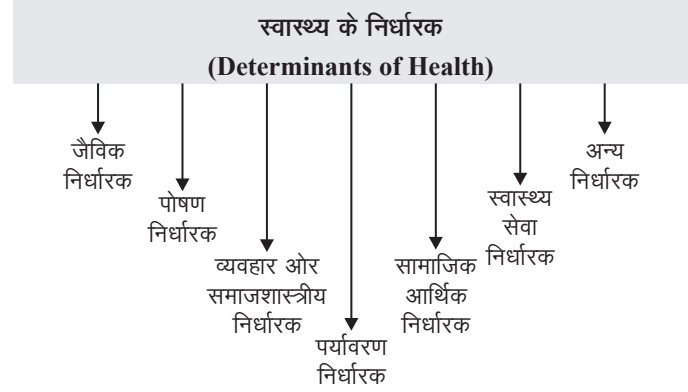 स्वास्थ्य के निर्धारक
(Determinants of Health)
जैविक
निर्धारक
पोषण
निर्धारक
व्यवहार ओर
समाजशास्त्रीय
निर्धारक
पर्यावरण
निर्धारक
सामाजिक
आर्थिक
निर्धारक
स्वास्थ्य
सेवा
निर्धारक
अन्य
निर्धारक